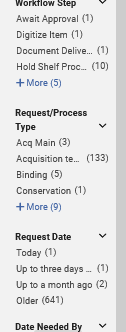 Workflow Step
Await Approval (1)
Digitize Item (1)
Document Delive... (1)
Hold Shelf Proc... (10)
+ More (5)
Request/Process
Type
Acq Main (3)
Acquisition te... (133)
Binding (5)
Conservation (1)
+ More (9)
Request Date
Today (1)
Up to three days ... (1)
Up to a month ago (2)
Older (641)
Date Needed By